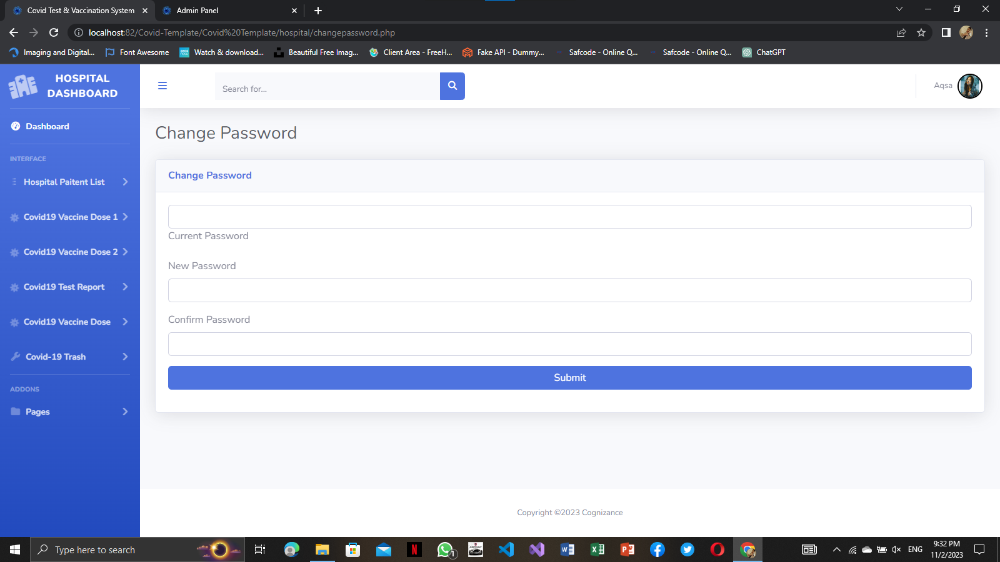 Covid Test & Vaccination System
Admin Panel
localhost:82/Covid-Template/Covid%20Template/hospital/changepassword.php
Imaging and Digital...
Font Awesome
eros now
Watch & download...
Beautiful Free Imag...
Client Area - FreeH...
Fake API - Dummy...
Safcode - Online Q...
Safcode - Online Q...
ChatGPT
HOSPITAL
DASHBOARD
Search for...
Aqsa
Dashboard
INTERFACE
Hospital Paitent List
Covid19 Vaccine Dose 1
Covid19 Vaccine Dose 2
Covid19 Test Report
Covid19 Vaccine Dose
Covid-19 Trash
ADDONS
Pages
Change Password
Change Password
Current Password
New Password
Confirm Password
Submit
Copyright ©2023 Cognizance
Type here to search
N
1
W
X
P
ENG
9:32 PM
11/2/2023